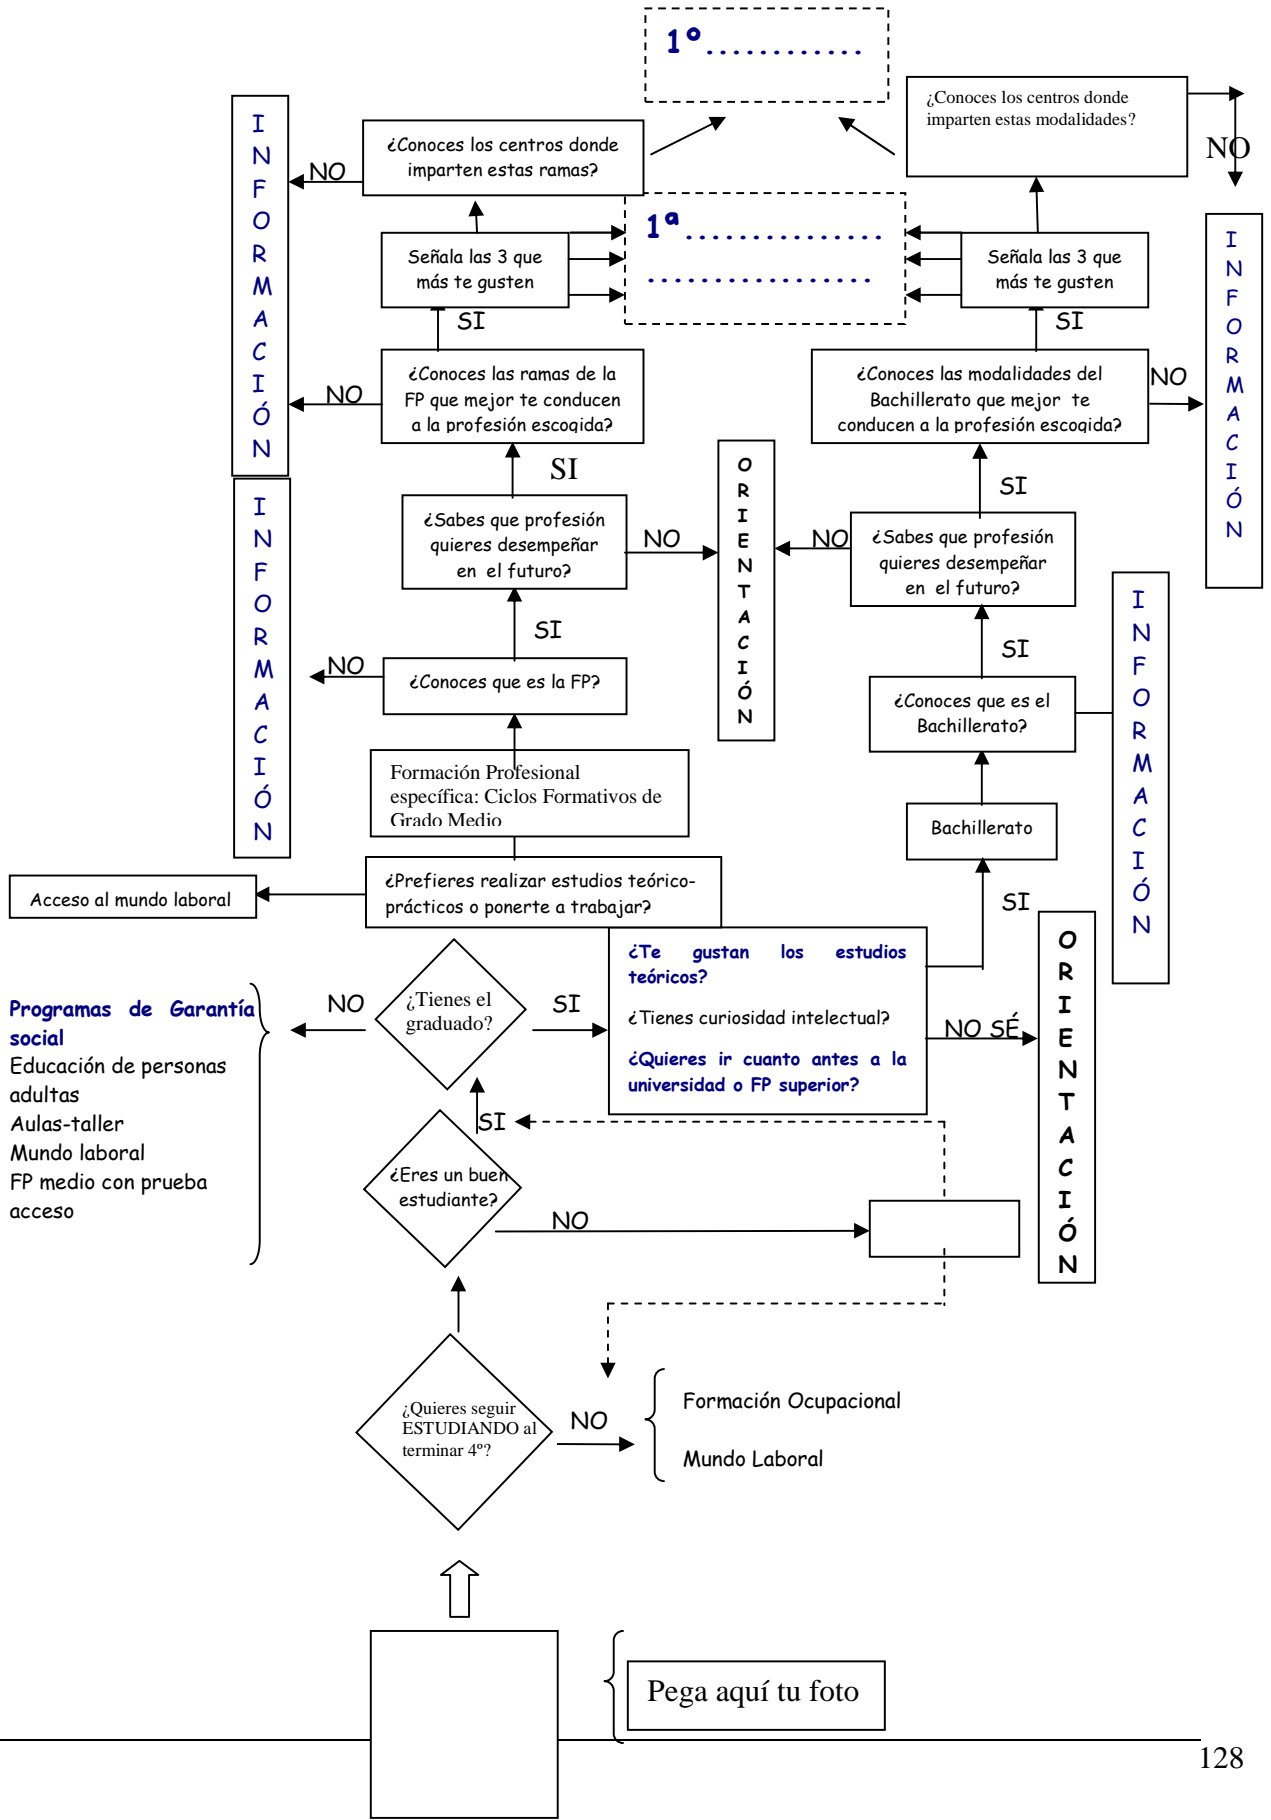 1º............
¿Conoces los centros donde
imparten estas modalidades?
NO
¿Conoces los centros donde
imparten estas ramas?
NO
INFORMACIÓN
1ª...............
.................
Señala las 3 que
más te gusten
SI
Señala las 3 que
más te gusten
SI
INFORMACIÓN
¿Conoces las ramas de la
FP que mejor te conducen
a la profesión escogida?
NO
SI
¿Conoces las modalidades del
Bachillerato que mejor te
conducen a la profesión escogida?
NO
SI
INFORMACIÓN
ORIENTACIÓN
¿Sabes que profesión
quieres desempeñar
en el futuro?
NO
SI
NO
¿Sabes que profesión
quieres desempeñar
en el futuro?
SI
INFORMACIÓN
NO
¿Conoces que es la FP?
¿Conoces que es el
Bachillerato?
Formación Profesional
específica: Ciclos Formativos de
Grado Medio
Bachillerato
SI
Acceso al mundo laboral
¿Prefieres realizar estudios teórico-
prácticos o ponerte a trabajar?
ORIENTACIÓN
¿Te gustan los estudios
teóricos?
¿Tienes curiosidad intelectual?
¿Quieres ir cuanto antes a la
universidad o FP superior?
NO SÉ
NO
¿Tienes el
graduado?
SI
Programas de Garantía
social
Educación de personas
adultas
Aulas-taller
Mundo laboral
FP medio con prueba
acceso
SI
¿Eres un buen
estudiante?
NO
¿Quieres seguir
ESTUDIANDO al
terminar 4º?
NO
Formación Ocupacional
Mundo Laboral
Pega aquí tu foto
128